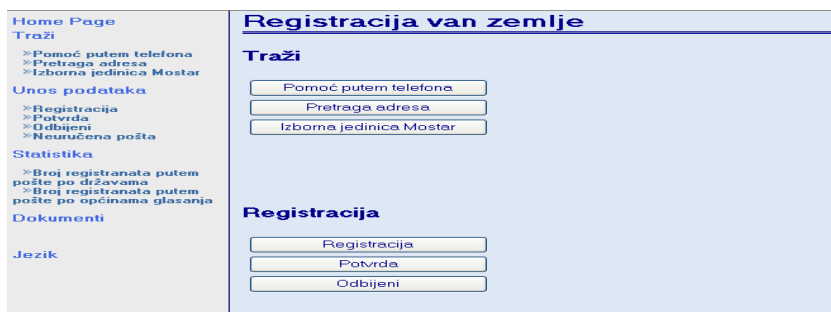 Home Page
Traži
»Pomoć putem telefona
»Pretraga adresa
»Izborna jedinica Mostar
Unos podataka
»Registracija
»Potvrda
»Odbijeni
»Neuručena pošta
Statistika
»Broj registranata putem
pošte po državama
»Broj registranata putem
pošte po općinama glasanja
Dokumenti
Jezik
Registracija van zemlje
Traži
Pomoć putem telefona
Pretraga adresa
Izborna jedinica Mostar
Registracija
Registracija
Potvrda
Odbijeni